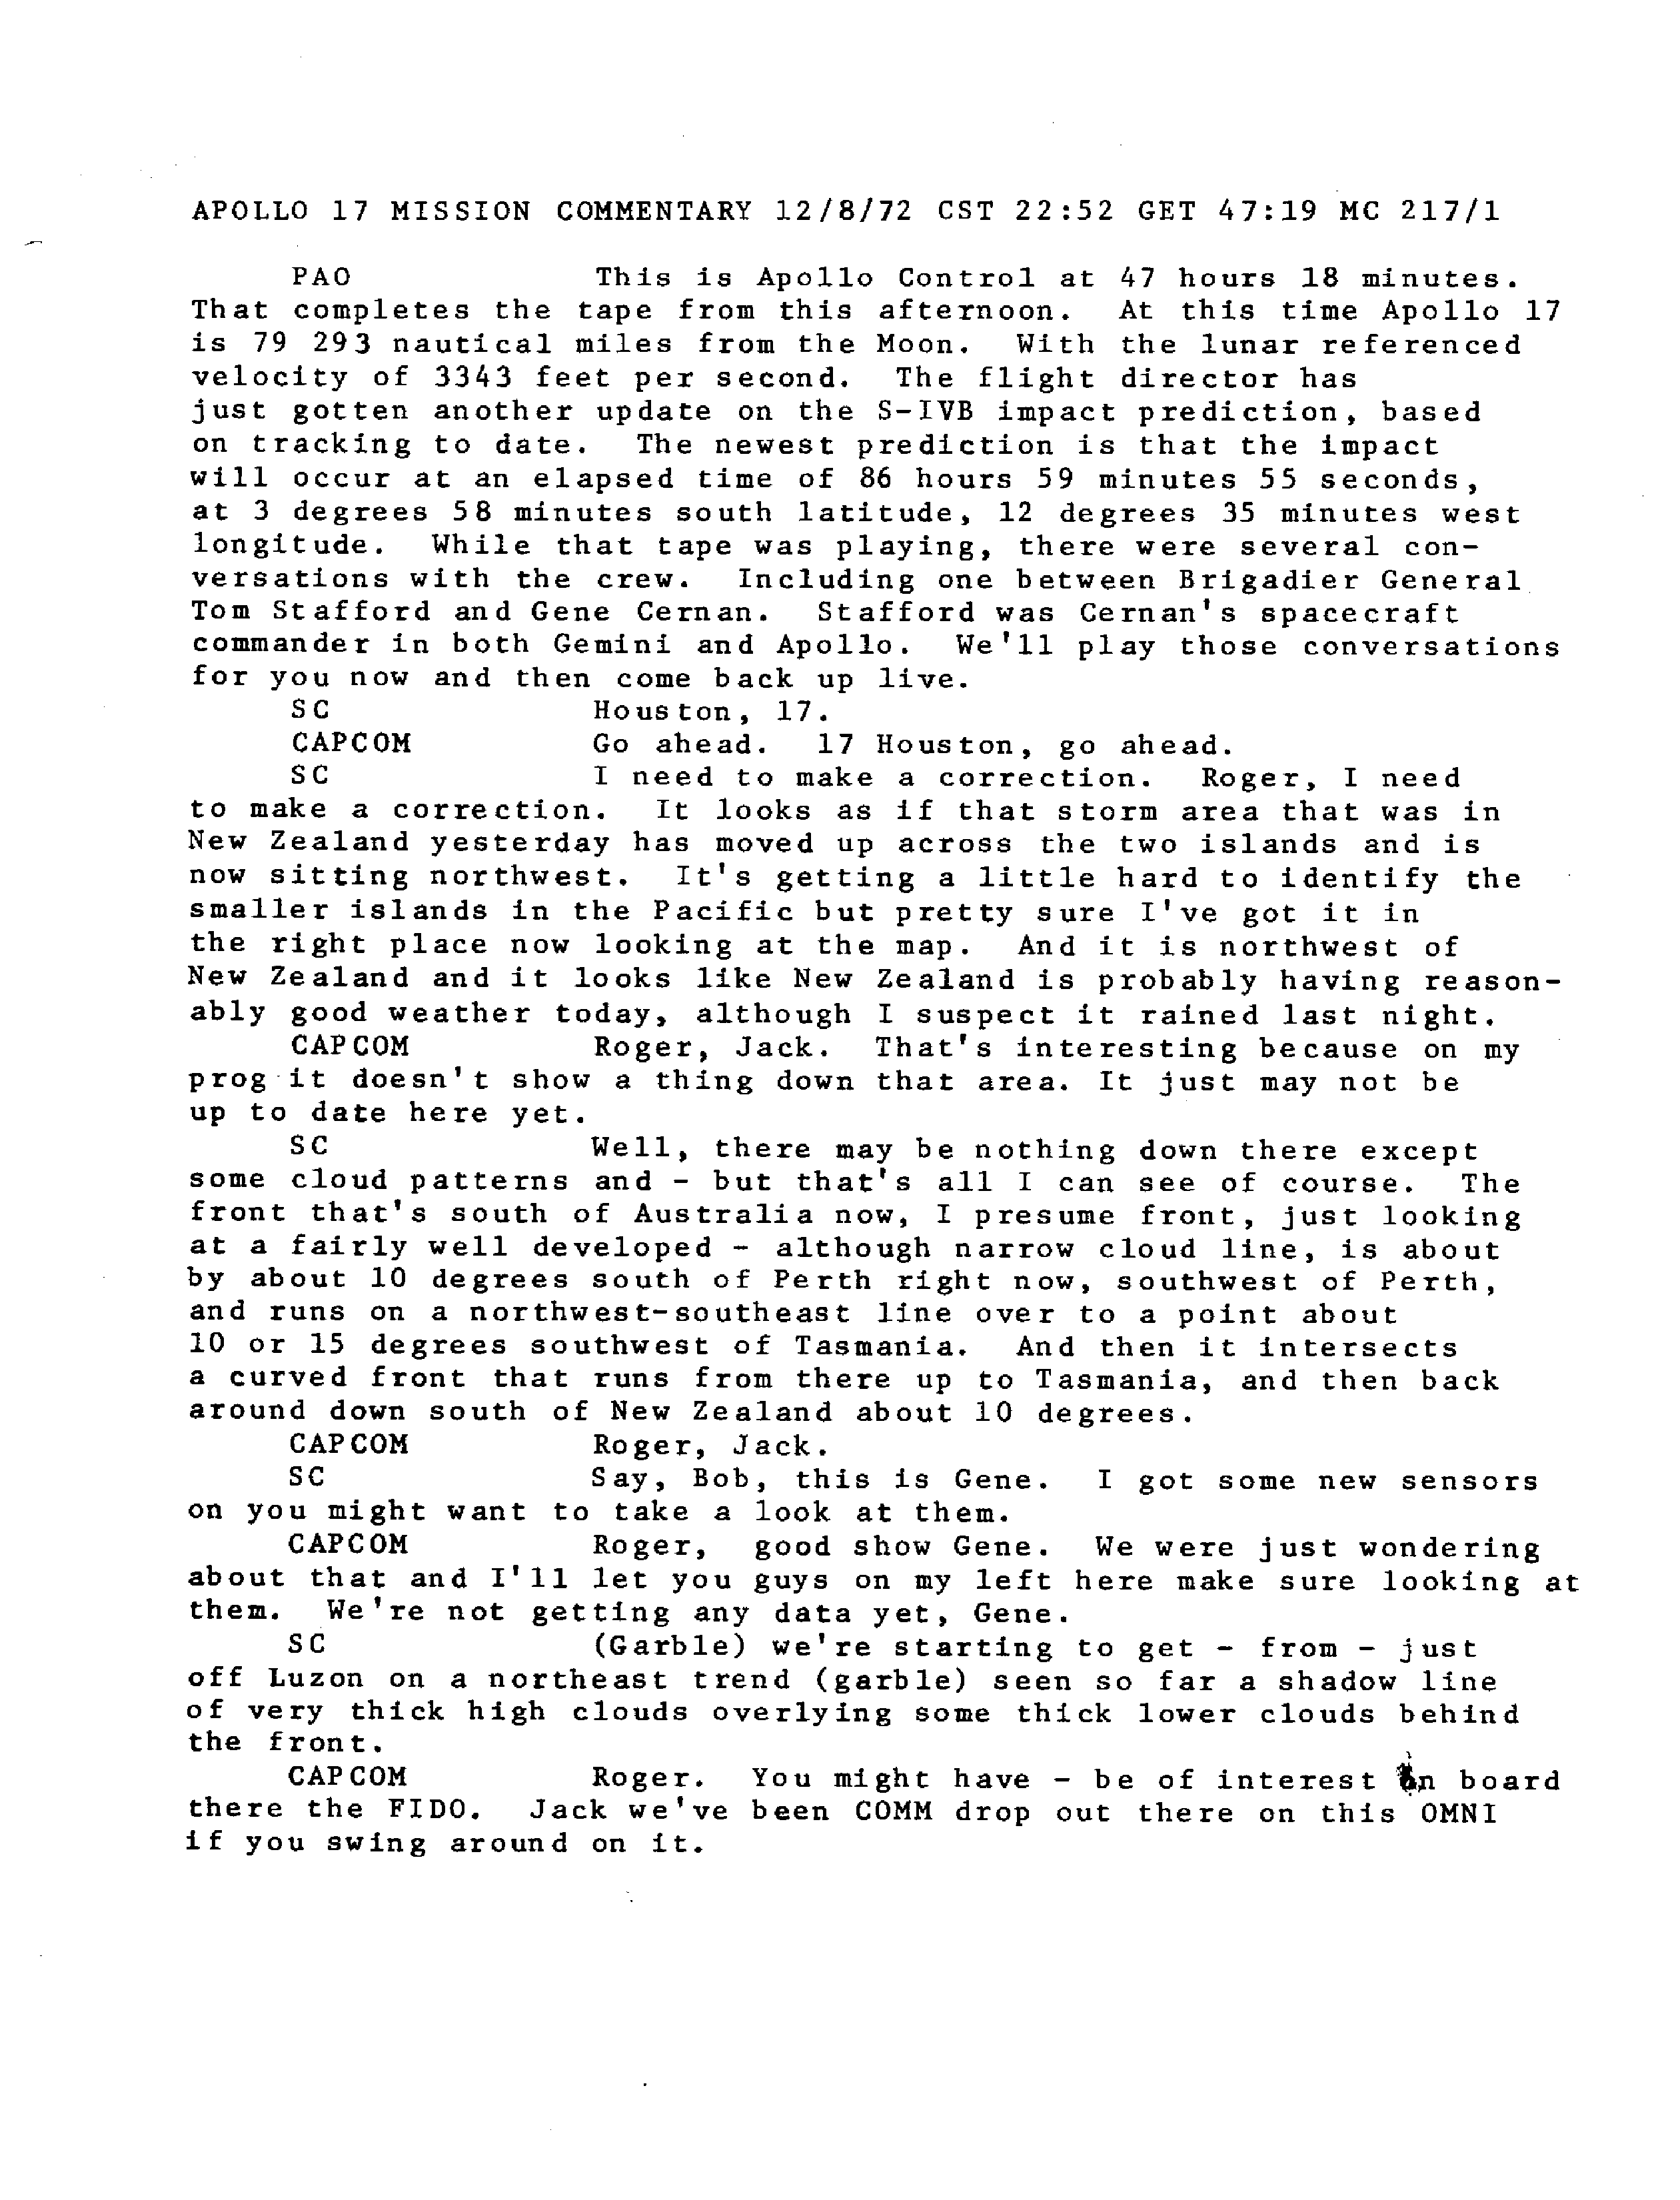 APOLLO 17 MISSION COMMENTARY 12/8/72 CST 22:52 GET 47:19 MC 217/1
PAO This is Apollo Control at 47 hours 18 minutes.
That completes the tape from this afternoon. At this time Apollo 17
is 79 293 nautical miles from the Moon. With the lunar referenced
velocity of 3343 feet per second. The flight director has
just gotten another update on the S-IVB impact prediction, based
on tracking to date. The newest prediction is that the impact
will occur at an elapsed time of 86 hours 59 minutes 55 seconds,
at 3 degrees 58 minutes south latitude, 12 degrees 35 minutes west
longitude. While that tape was playing, there were several con-
versations with the crew. Including one between Brigadier General
Tom Stafford and Gene Cernan. Stafford was Cernan's spacecraft
commander in both Gemini and Apollo. We'll play those conversations
for you now and then come back up live.
SC Houston, 17.
CAPCOM Go ahead. 17 Houston, go ahead.
SC I need to make a correction. Roger, I need
to make a correction. It looks as if that storm area that was in
New Zealand yesterday has moved up across the two islands and is
now sitting northwest. It's getting a little hard to identify the
smaller islands in the Pacific but pretty sure I've got it in
the right place now looking at the map. And it is northwest of
New Zealand and it looks like New Zealand is probably having reason-
ably good weather today, although I suspect it rained last night.
CAPCOM Roger, Jack. That's interesting because on my
prog it doesn't show a thing down that area. It just may not be
up to date here yet.
SC Well, there may be nothing down there except
some cloud patterns and - but that's all I can see of course. The
front that's south of Australia now, I presume front, just looking
at a fairly well developed - although narrow cloud line, is about
by about 10 degrees south of Perth right now, southwest of Perth,
and runs on a northwest-southeast line over to a point about
10 or 15 degrees southwest of Tasmania. And then it intersects
a curved front that runs from there up to Tasmania, and then back
around down south of New Zealand about 10 degrees.
CAPCOM Roger, Jack.
SC Say, Bob, this is Gene. I got some new sensors
on you might want to take a look at them.
CAPCOM Roger, good show Gene. We were just wondering
about that and I'll let you guys on my left here make sure looking at
them. We're not getting any data yet, Gene.
SC (Garble) we're starting to get - from - just
off Luzon on a northeast trend (garble) seen so far a shadow line
of very thick high clouds overlying some thick lower clouds behind
the front.
CAPCOM Roger. You might have - be of interest on board
there the FIDO. Jack we've been COMM drop out there on this OMNI
if you swing around on it.